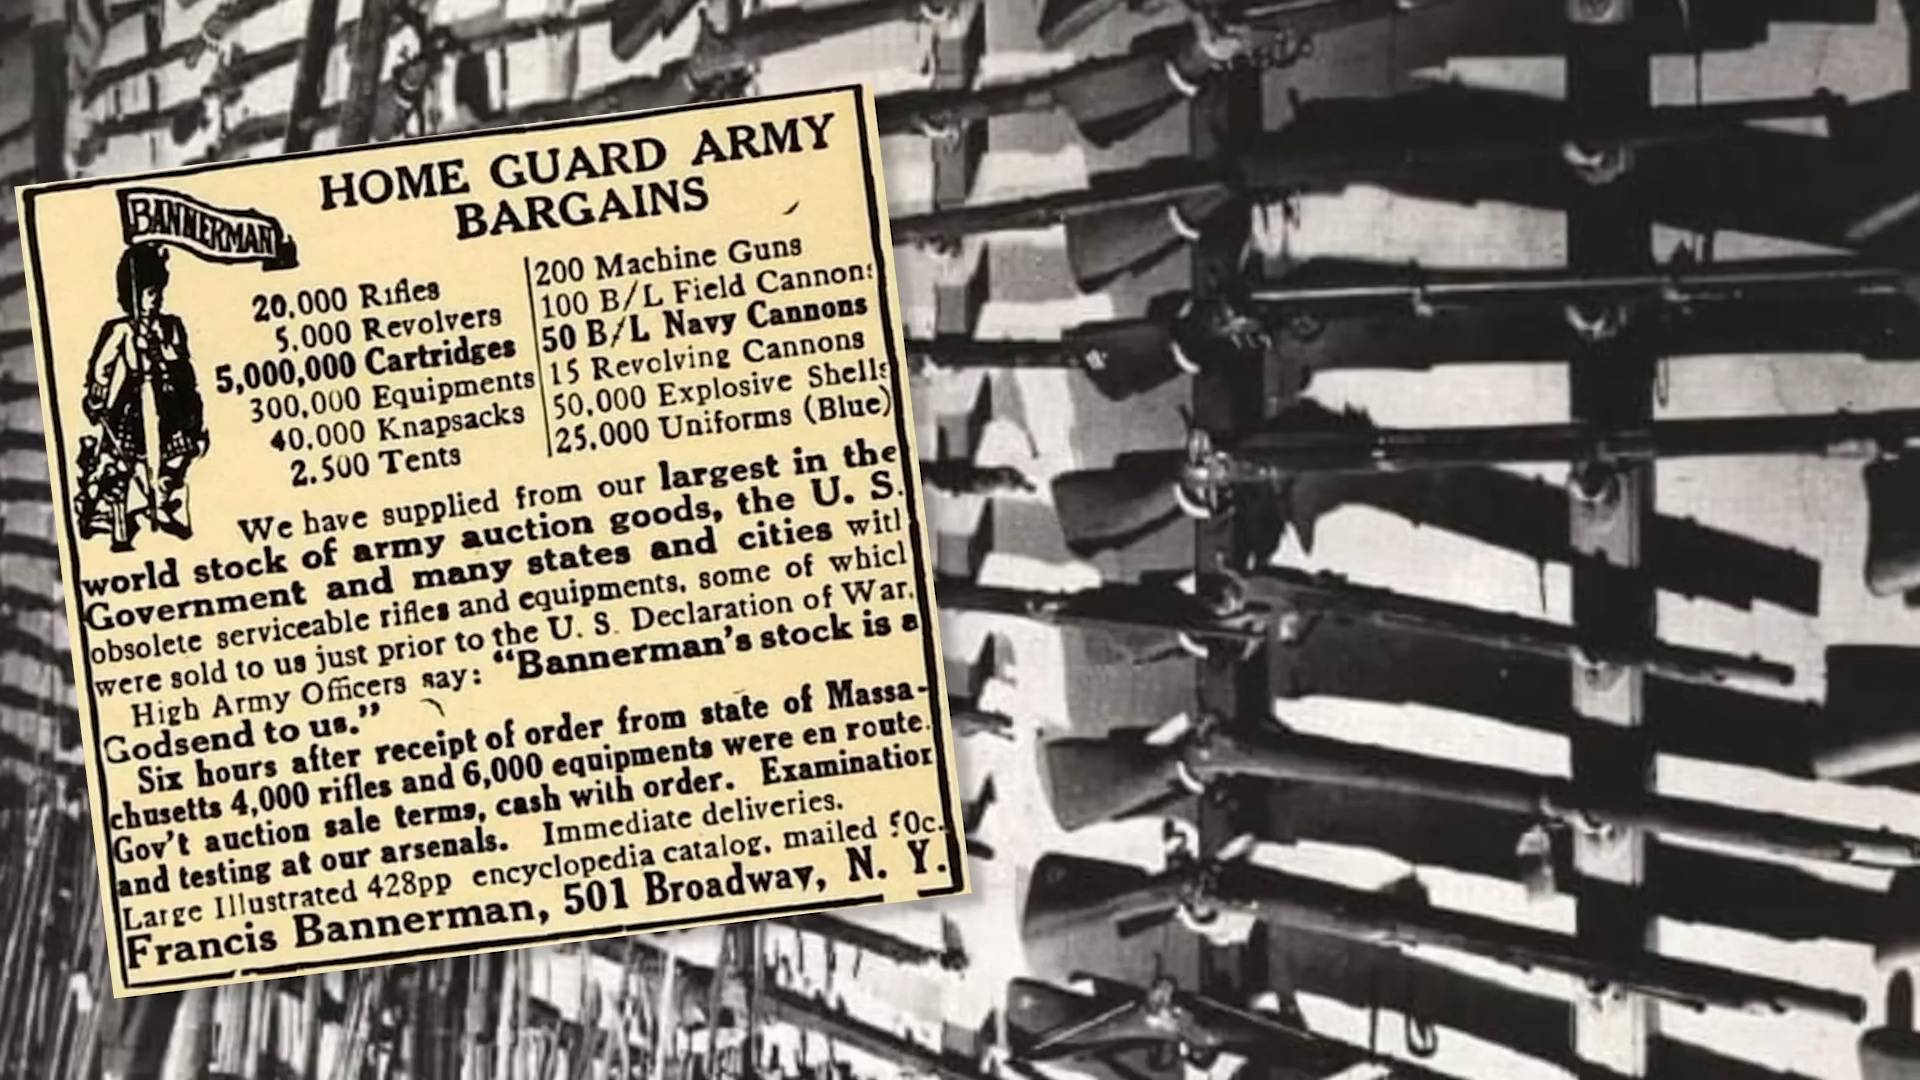 BANNERMAN
HOME GUARD ARMY
BARGAINS
20,000 Rifles
5,000 Revolvers
5,000,000 Cartridges
300,000 Equipments
40,000 Knapsacks
2,500 Tents
200 Machine Guns
100 B/L Field Cannons
50 B/L Navy Cannons
15 Revolving Cannons
50,000 Explosive Shells
25,000 Uniforms (Blue)
We have supplied from our largest in the
world stock of army auction goods, the U. S.
Government and many states and cities with
obsolete serviceable rifles and equipments, some of which
were sold to us just prior to the U. S. Declaration of War.
High Army Officers say: "Bannerman's stock is a
Godsend to us."
Six hours after receipt of order from state of Massa-
chusetts 4,000 rifles and 6,000 equipments were en route.
Gov't auction sale terms, cash with order. Examination
and testing at our arsenals. Immediate deliveries.
Large Illustrated 428pp encyclopedia catalog, mailed 50c.
Francis Bannerman, 501 Broadway, N. Y.